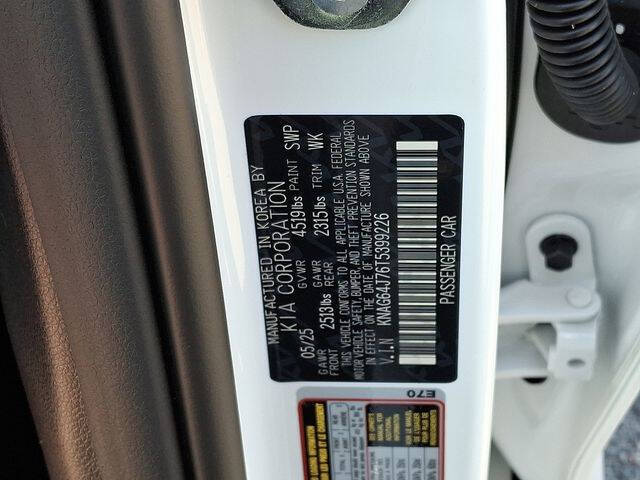 MANUFACTURED IN KOREA BY
KIA CORPORATION
05/25 GVWR 4519lbs PAINT SWP
GAWR FRONT 2513lbs GAWR REAR 2315lbs TRIM WK
THIS VEHICLE CONFORMS TO ALL APPLICABLE U.S.A. FEDERAL
MOTOR VEHICLE SAFETY, BUMPER, AND THEFT PREVENTION STANDARDS
IN EFFECT ON THE DATE OF MANUFACTURE SHOWN ABOVE
V.I.N KNAG64J76T5399226
PASSENGER CAR
E70